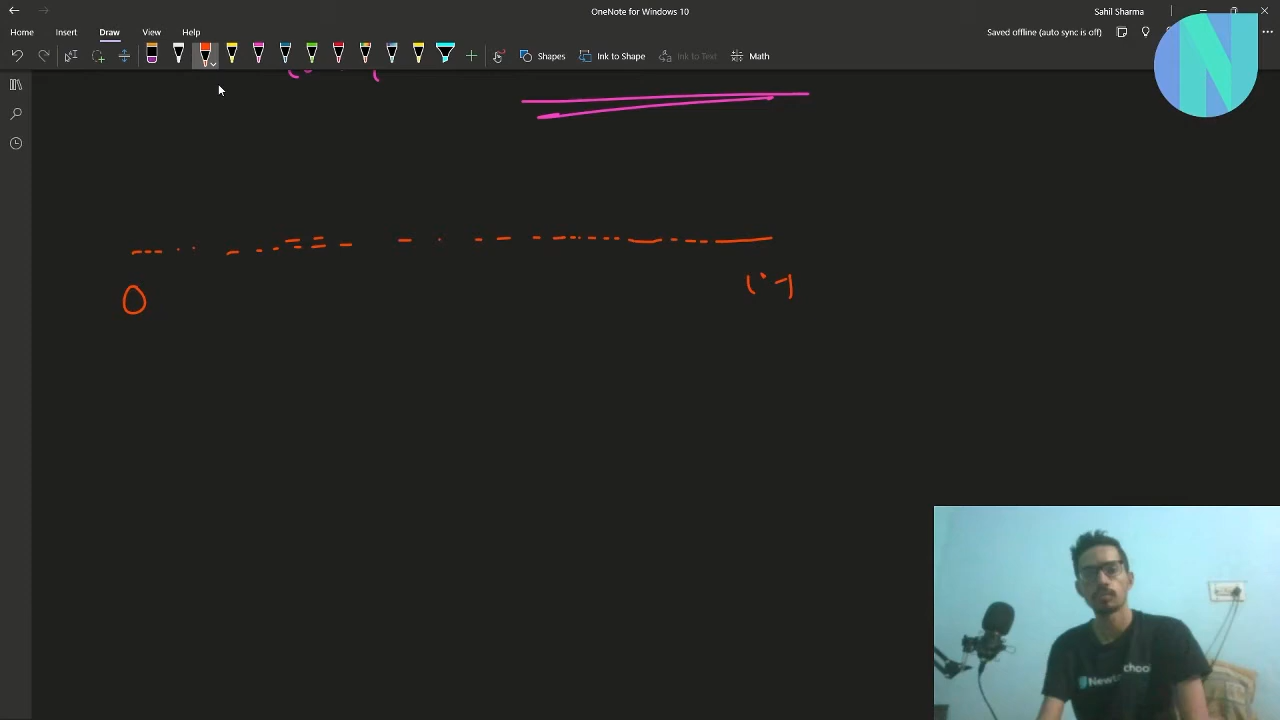 OneNote for Windows 10
Sahil Sharma
Home Insert Draw View Help
Saved offline (auto sync is off)
Shapes Ink to Shape Ink to Text Math
0
N